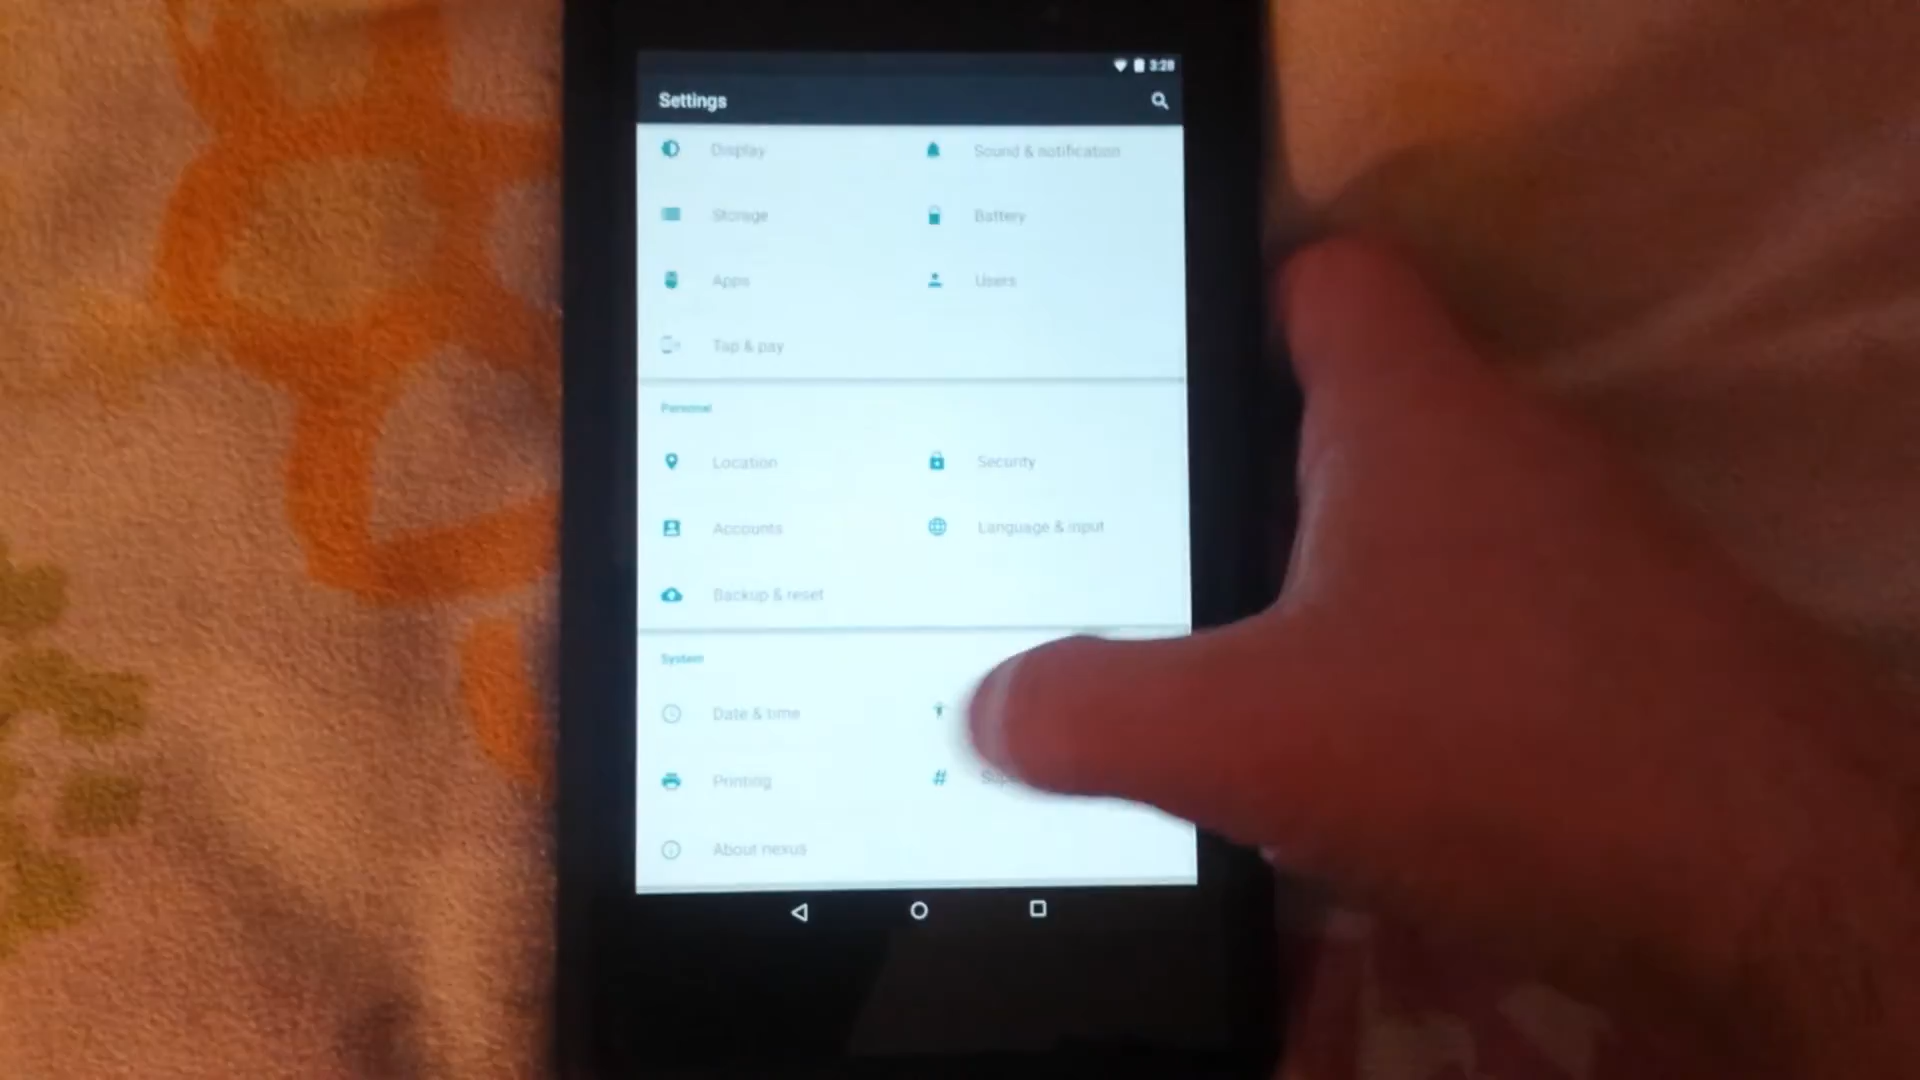 3:28
Settings
Display
Sound & notification
Storage
Battery
Apps
Users
Tap & pay
Personal
Location
Security
Accounts
Language & input
Backup & reset
System
Date & time
Printing
#
About nexus